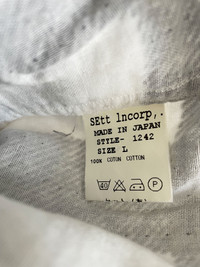 SEtt lncorp,.
MADE IN JAPAN
STYLE- 1242
SIZE L
100% COTUN COTTON
P